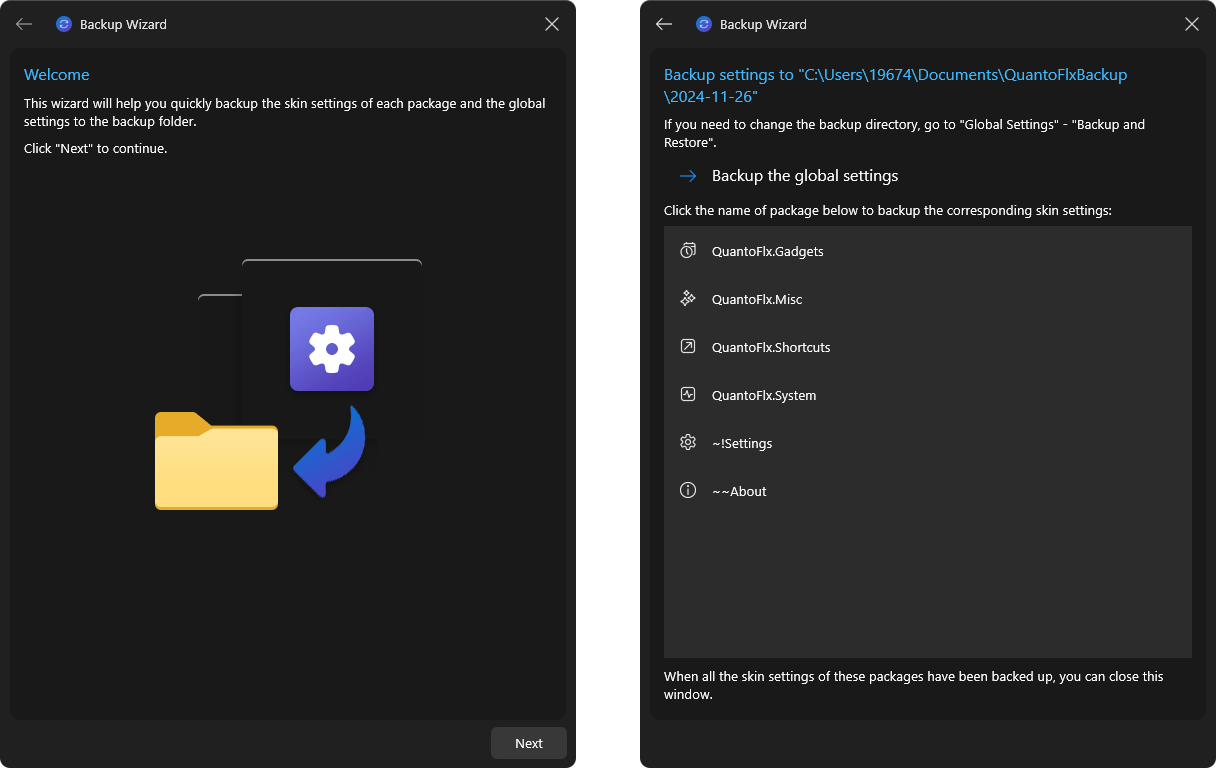 Backup Wizard
Welcome
This wizard will help you quickly backup the skin settings of each package and the global
settings to the backup folder.
Click "Next" to continue.
Next
Backup Wizard
Backup settings to "C:\Users\19674\Documents\QuantoFlxBackup
\2024-11-26"
If you need to change the backup directory, go to "Global Settings" - "Backup and
Restore".
Backup the global settings
Click the name of package below to backup the corresponding skin settings:
QuantoFlx.Gadgets
QuantoFlx.Misc
QuantoFlx.Shortcuts
QuantoFlx.System
~!Settings
~~About
When all the skin settings of these packages have been backed up, you can close this
window.